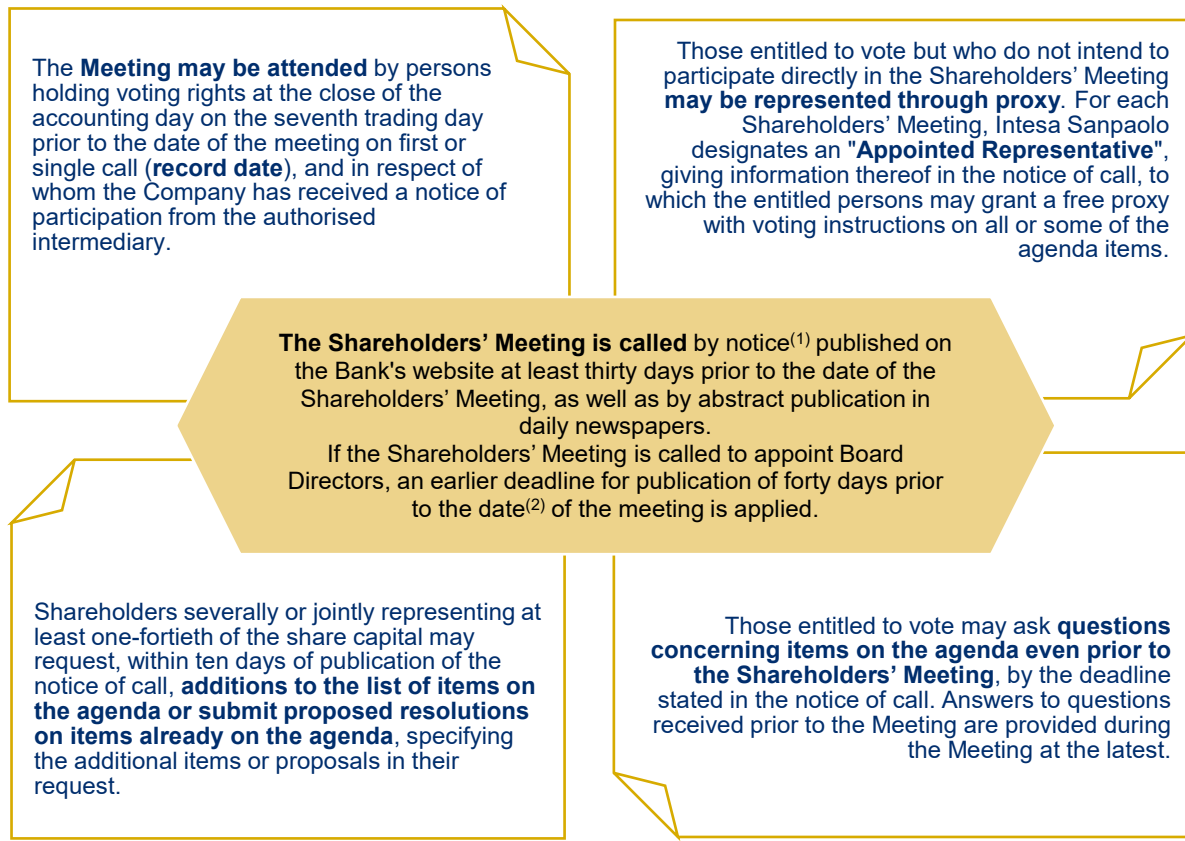 The Meeting may be attended by persons
holding voting rights at the close of the
accounting day on the seventh trading day
prior to the date of the meeting on first or
single call (record date), and in respect of
whom the Company has received a notice of
participation from the authorised
intermediary.
Those entitled to vote but who do not intend to
participate directly in the Shareholders’ Meeting
may be represented through proxy. For each
Shareholders’ Meeting, Intesa Sanpaolo
designates an "Appointed Representative",
giving information thereof in the notice of call, to
which the entitled persons may grant a free proxy
with voting instructions on all or some of the
agenda items.
The Shareholders’ Meeting is called by notice(1) published on
the Bank's website at least thirty days prior to the date of the
Shareholders’ Meeting, as well as by abstract publication in
daily newspapers.
If the Shareholders’ Meeting is called to appoint Board
Directors, an earlier deadline for publication of forty days prior
to the date(2) of the meeting is applied.
Shareholders severally or jointly representing at
least one-fortieth of the share capital may
request, within ten days of publication of the
notice of call, additions to the list of items on
the agenda or submit proposed resolutions
on items already on the agenda, specifying
the additional items or proposals in their
request.
Those entitled to vote may ask questions
concerning items on the agenda even prior to
the Shareholders’ Meeting, by the deadline
stated in the notice of call. Answers to questions
received prior to the Meeting are provided during
the Meeting at the latest.